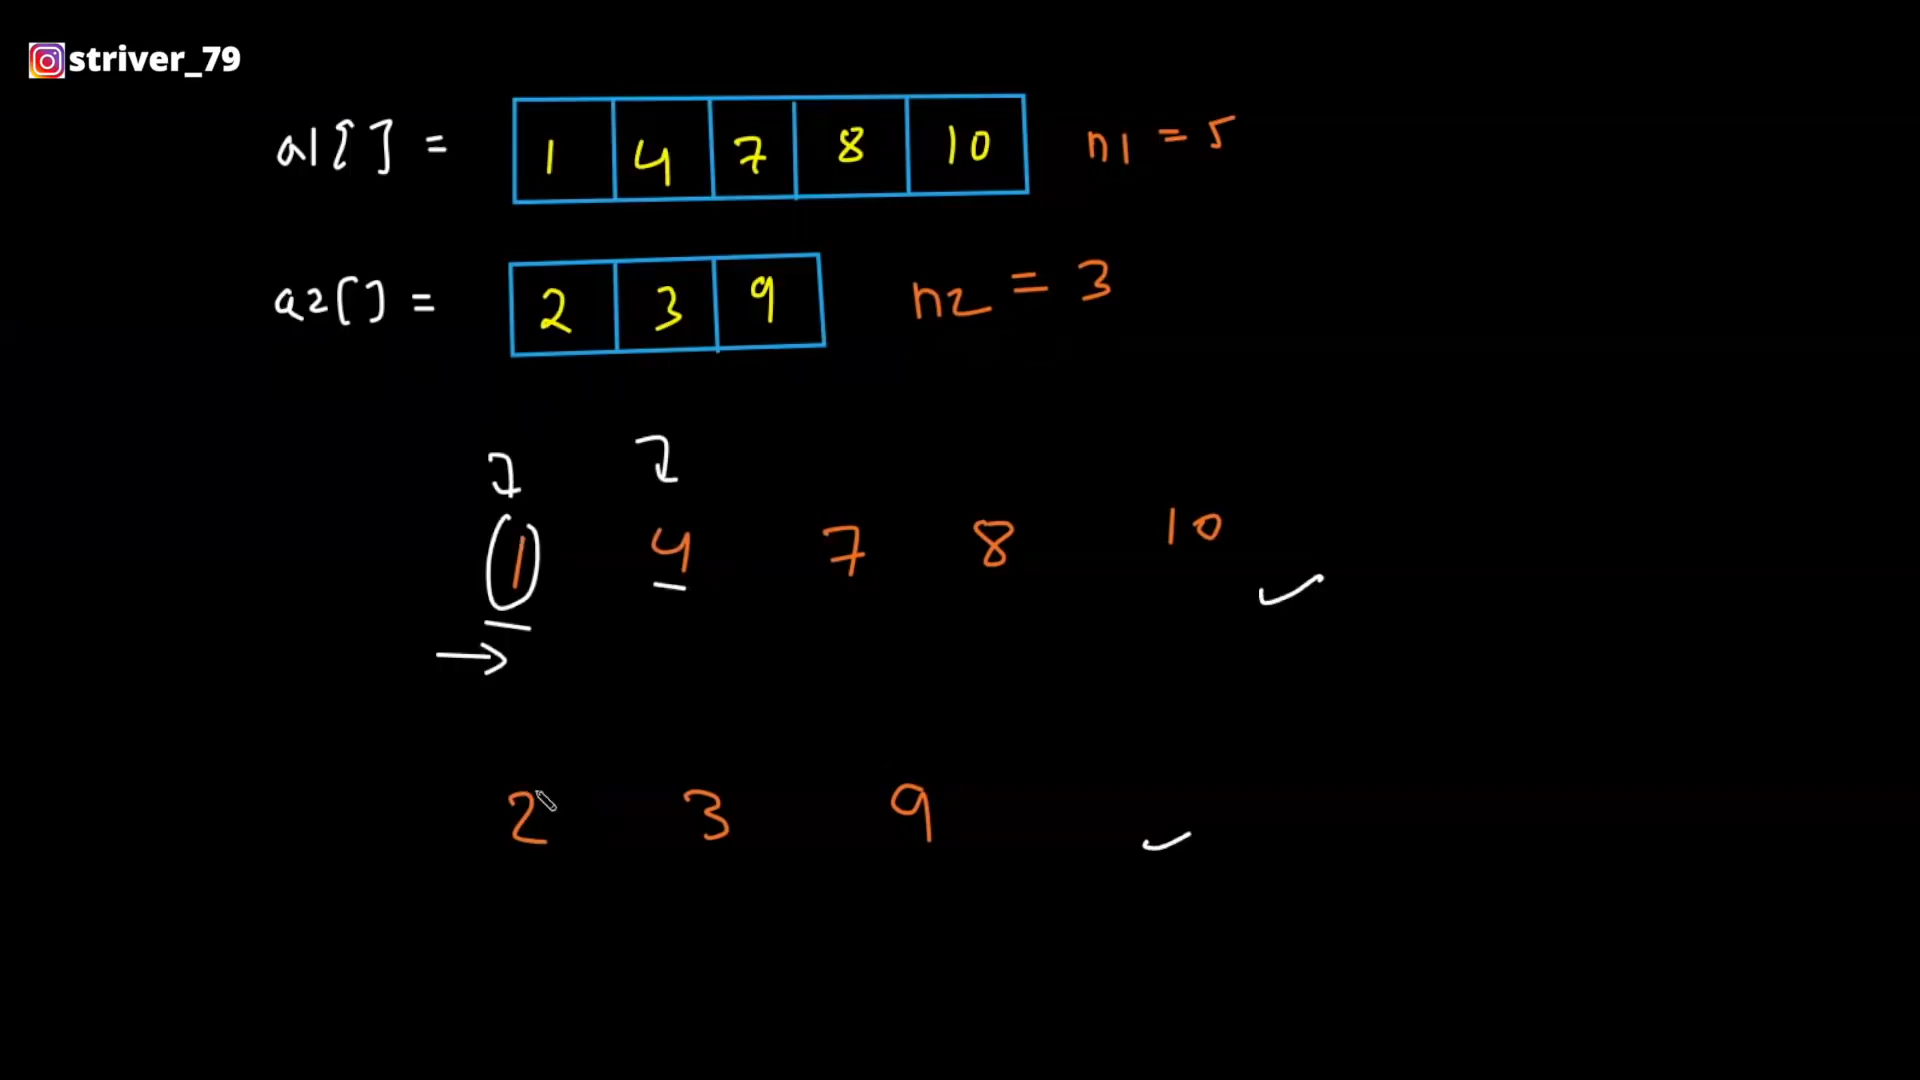 striver_79
a1[] = 1 4 7 8 10 n1 = 5
a2[] = 2 3 9 n2 = 3
1 4 7 8 10
2 3 9